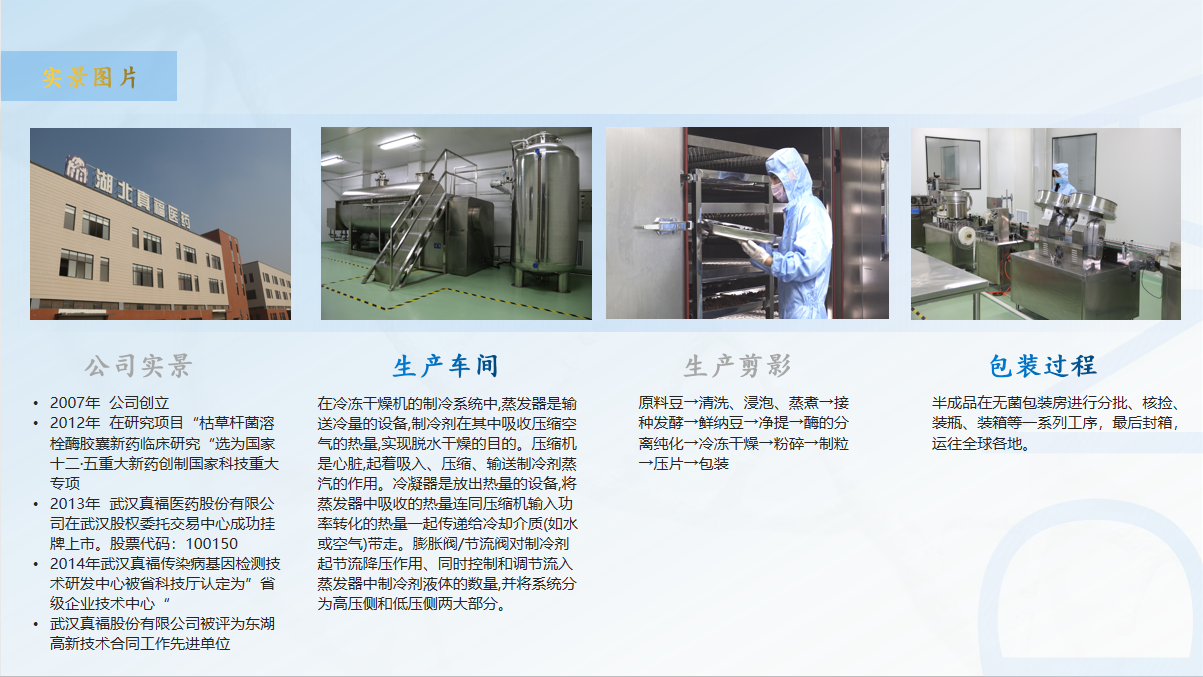 实景图片
湖北真福医药
公司实景
• 2007年 公司创立
• 2012年 在研究项目“枯草杆菌溶
栓酶胶囊新药临床研究“选为国家
十二·五重大新药创制国家科技重大
专项
• 2013年 武汉真福医药股份有限公
司在武汉股权委托交易中心成功挂
牌上市。股票代码：100150
• 2014年武汉真福传染病基因检测技
术研发中心被省科技厅认定为”省
级企业技术中心“
• 武汉真福股份有限公司被评为东湖
高新技术合同工作先进单位
生产车间
在冷冻干燥机的制冷系统中,蒸发器是输
送冷量的设备,制冷剂在其中吸收压缩空
气的热量,实现脱水干燥的目的。压缩机
是心脏,起着吸入、压缩、输送制冷剂蒸
汽的作用。冷凝器是放出热量的设备,将
蒸发器中吸收的热量连同压缩机输入功
率转化的热量一起传递给冷却介质(如水
或空气)带走。膨胀阀/节流阀对制冷剂
起节流降压作用、同时控制和调节流入
蒸发器中制冷剂液体的数量,并将系统分
为高压侧和低压侧两大部分。
生产剪影
原料豆→清洗、浸泡、蒸煮→接
种发酵→鲜纳豆→净提→酶的分
离纯化→冷冻干燥→粉碎→制粒
→压片→包装
包装过程
半成品在无菌包装房进行分批、核捡、
装瓶、装箱等一系列工序，最后封箱，
运往全球各地。